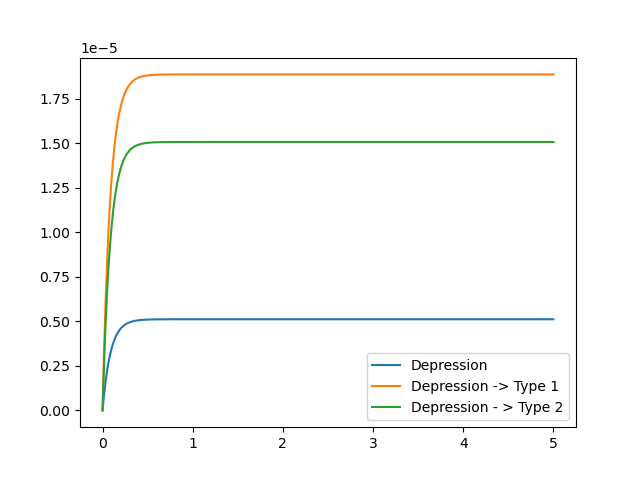 1e−5
1.75
1.50
1.25
1.00
0.75
0.50
0.25
0.00
0 1 2 3 4 5
Depression
Depression -> Type 1
Depression - > Type 2